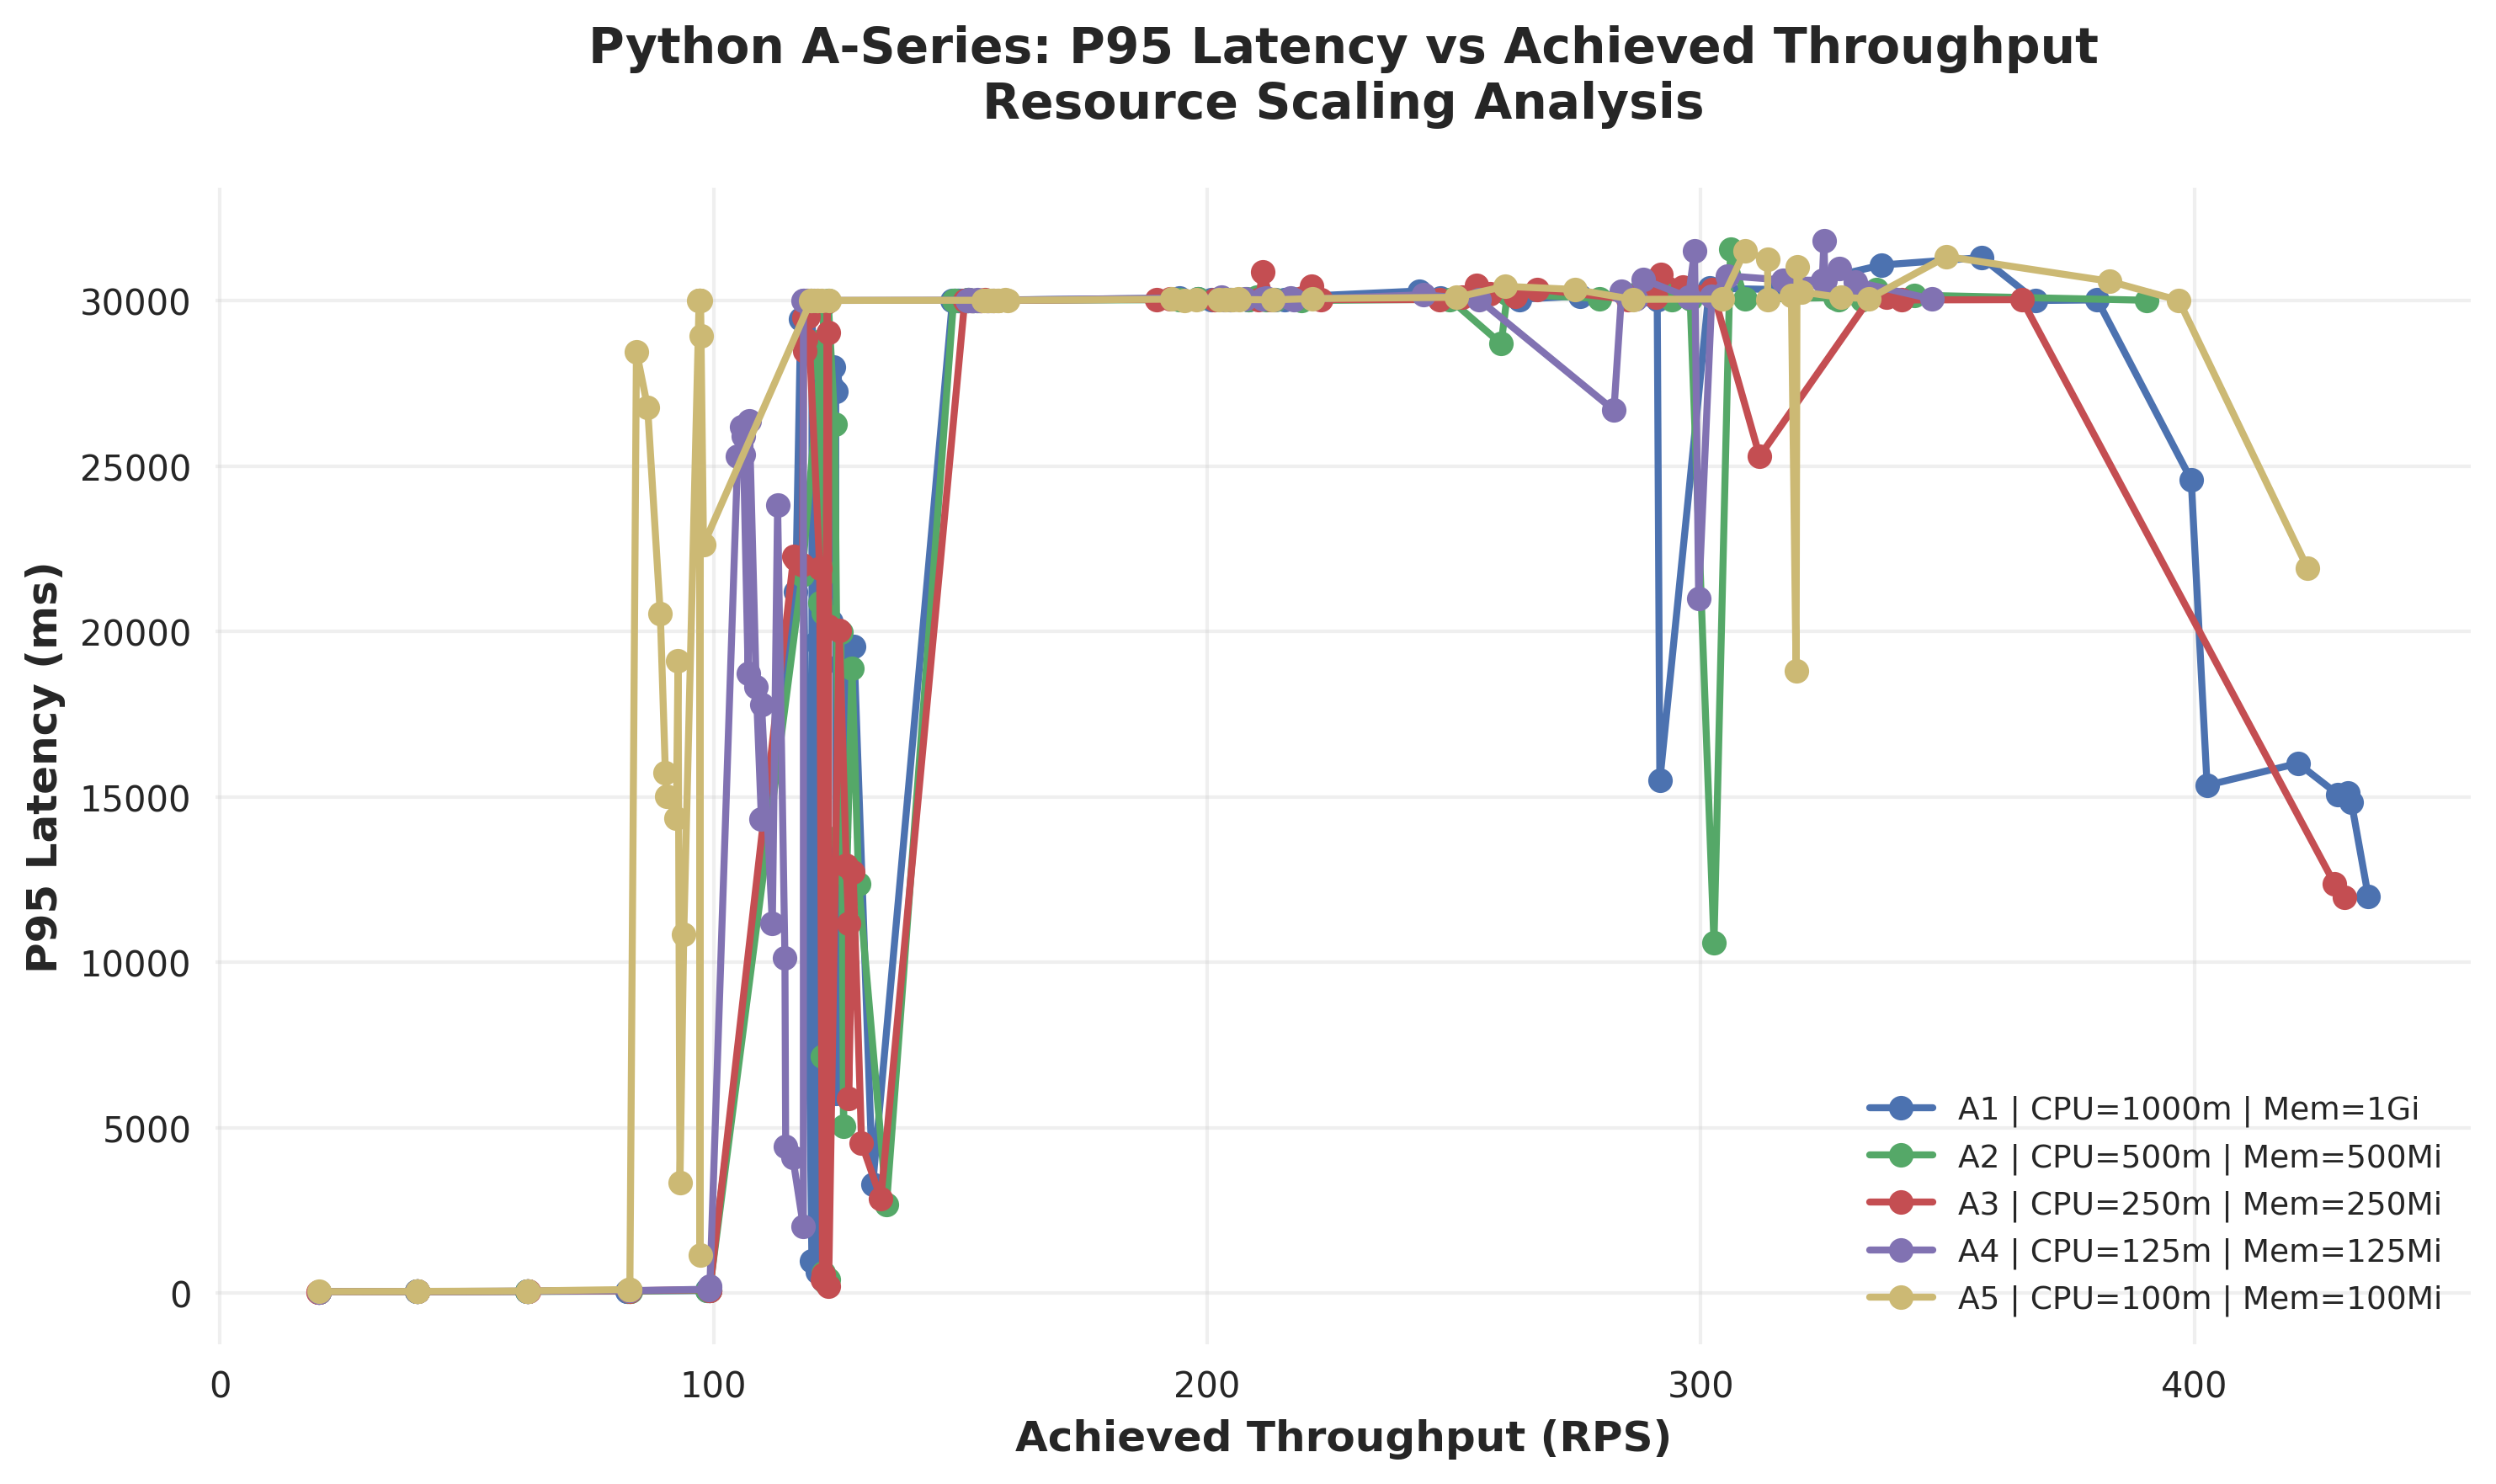 Python A-Series: P95 Latency vs Achieved Throughput
Resource Scaling Analysis
P95 Latency (ms)
30000
25000
20000
15000
10000
5000
0
0
100
200
300
400
Achieved Throughput (RPS)
A1 | CPU=1000m | Mem=1Gi
A2 | CPU=500m | Mem=500Mi
A3 | CPU=250m | Mem=250Mi
A4 | CPU=125m | Mem=125Mi
A5 | CPU=100m | Mem=100Mi